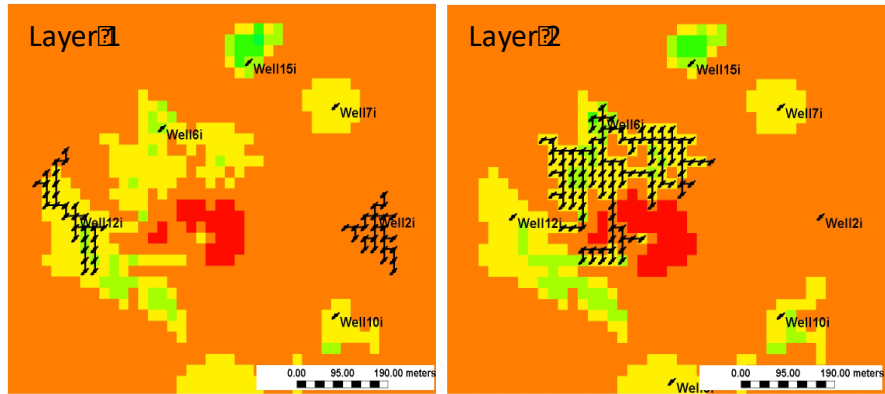 Layer 1
Well15i
Well7i
Well6i
Well12i
Well2i
Well10i
0.00 95.00 190.00 meters
Layer 2
Well15i
Well6i
Well7i
Well12i
Well2i
Well10i
0.00 95.00 190.00 meters